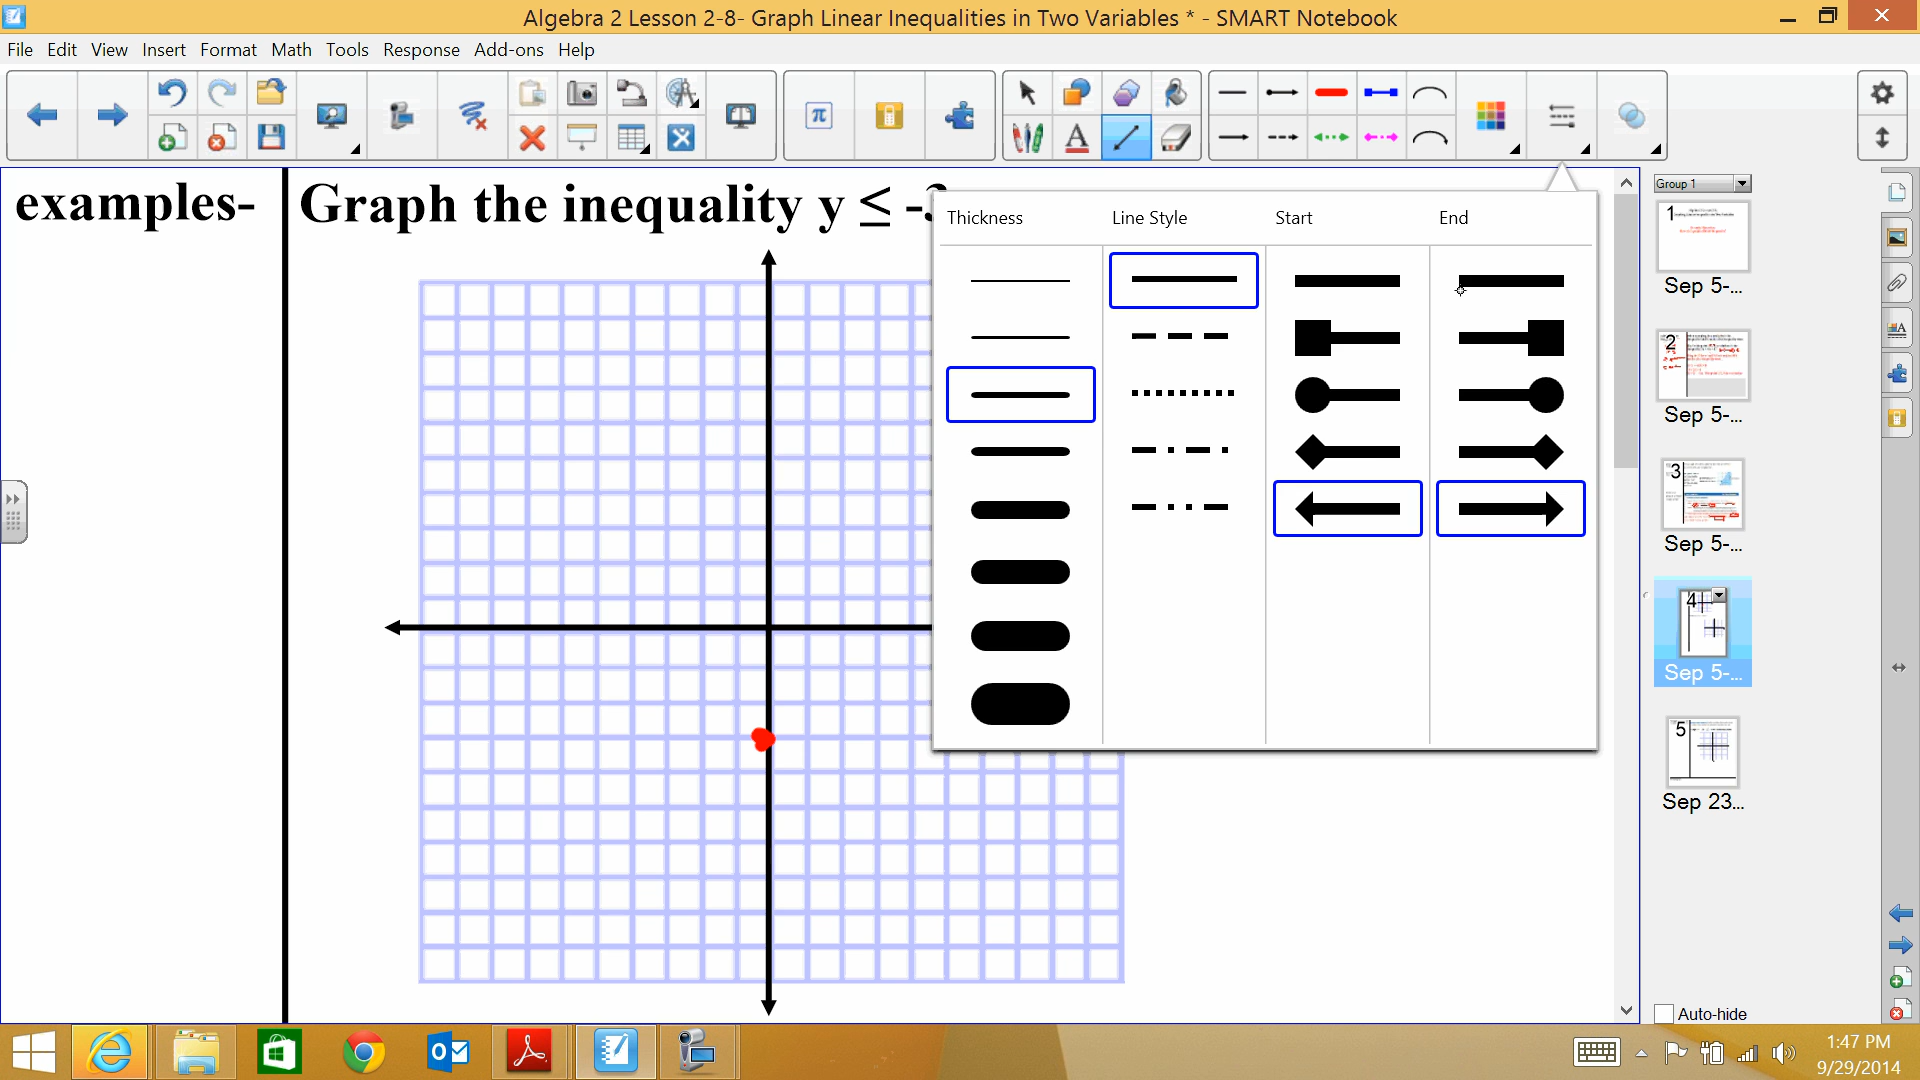 Algebra 2 Lesson 2-8- Graph Linear Inequalities in Two Variables * - SMART Notebook
File Edit View Insert Format Math Tools Response Add-ons Help
examples- Graph the inequality y ≤ -3
Thickness Line Style Start End
Group 1
1
Sep 5-...
2
Sep 5-...
3
Sep 5-...
4
Sep 5-...
5
Sep 23...
Auto-hide
1:47 PM
9/29/2014